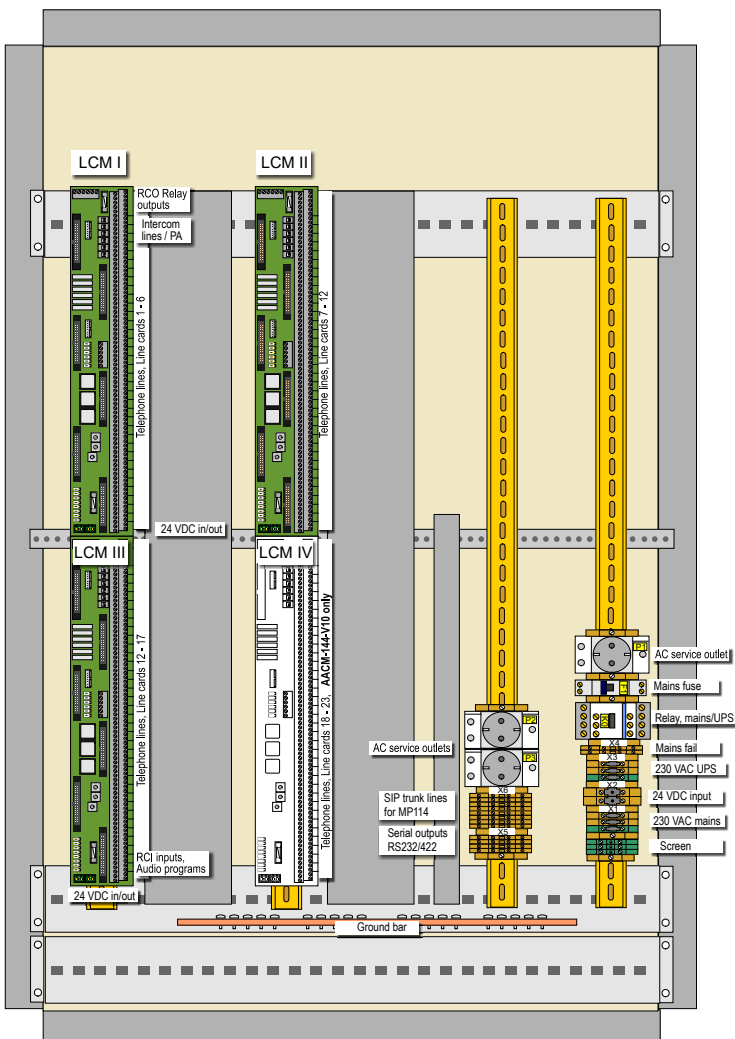 LCM I
LCM II
RCO Relay
outputs
Intercom
lines / PA
Telephone lines, Line cards 1 - 6
Telephone lines, Line cards 7 - 12
24 VDC in/out
LCM III
LCM IV
Telephone lines, Line cards 12 - 17
Telephone lines, Line cards 18 - 23, AACM-144-V10 only
RCI inputs,
Audio programs
24 VDC in/out
P2
AC service outlets
P3
X6
SIP trunk lines
for MP114
Serial outputs
RS232/422
X5
P1
AC service outlet
F1
Mains fuse
Relay, mains/UPS
X4
Mains fail
X3
230 VAC UPS
X2
24 VDC input
X1
230 VAC mains
Screen
Ground bar